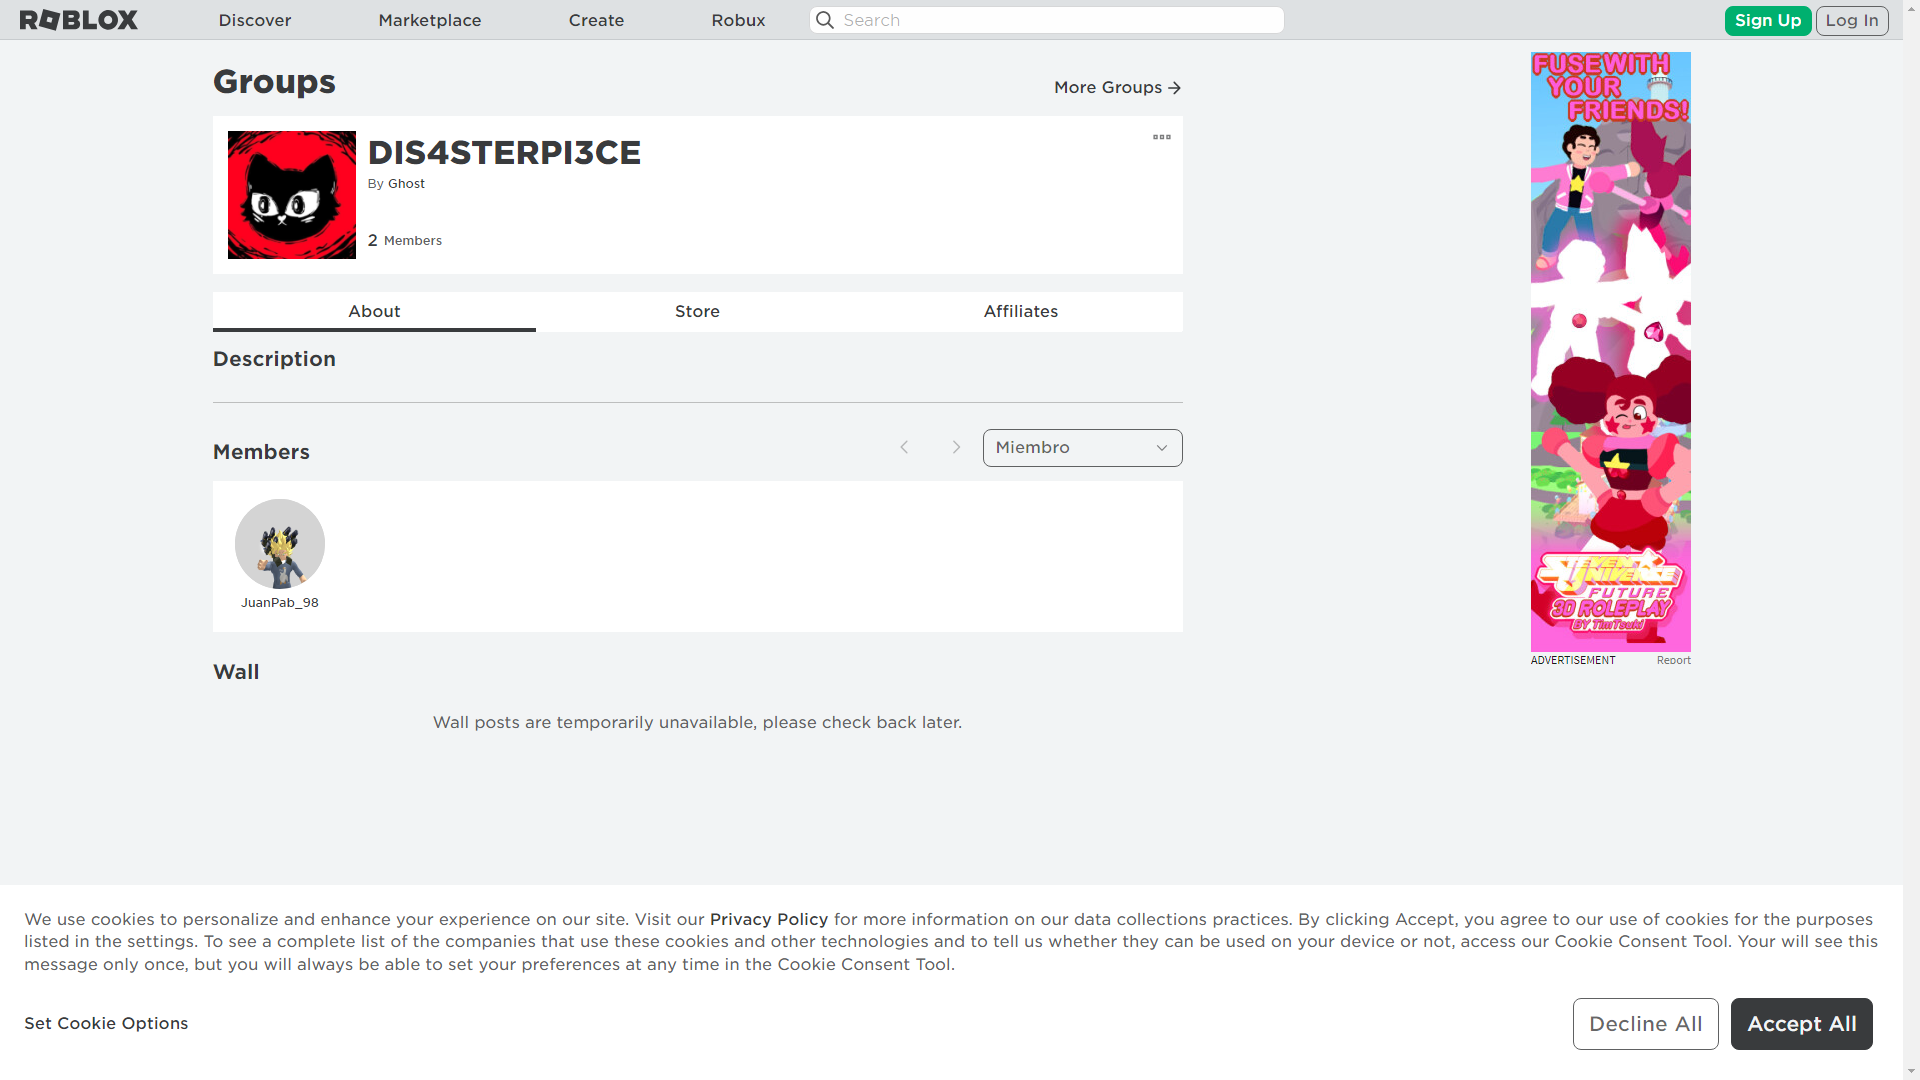 ROBLOX
Discover
Marketplace
Create
Robux
Search
Sign Up
Log In
Groups
More Groups
DIS4STERPI3CE
By Ghost
2 Members
About
Store
Affiliates
Description
Members
Miembro
JuanPab_98
Wall
Wall posts are temporarily unavailable, please check back later.
FUSE WITH
YOUR
FRIENDS!
STEVEN
UNIVERSE
FUTURE
3D ROLEPLAY
BY TimTsuki
ADVERTISEMENT
Report
We use cookies to personalize and enhance your experience on our site. Visit our Privacy Policy for more information on our data collections practices. By clicking Accept, you agree to our use of cookies for the purposes
listed in the settings. To see a complete list of the companies that use these cookies and other technologies and to tell us whether they can be used on your device or not, access our Cookie Consent Tool. Your will see this
message only once, but you will always be able to set your preferences at any time in the Cookie Consent Tool.
Set Cookie Options
Decline All
Accept All